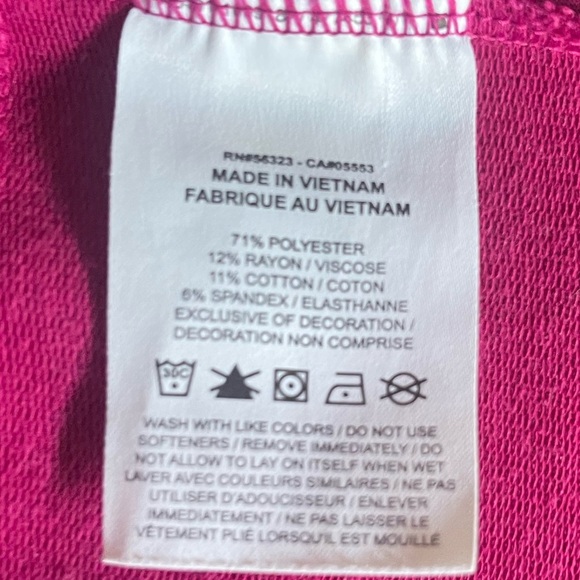 RN#56323 - CA#05553
MADE IN VIETNAM
FABRIQUE AU VIETNAM
71% POLYESTER
12% RAYON / VISCOSE
11% COTTON / COTON
6% SPANDEX / ELASTHANNE
EXCLUSIVE OF DECORATION /
DECORATION NON COMPRISE
30C
WASH WITH LIKE COLORS / DO NOT USE
SOFTENERS / REMOVE IMMEDIATELY / DO
NOT ALLOW TO LAY ON ITSELF WHEN WET
LAVER AVEC COULEURS SIMILAIRES / NE PAS
UTILISER D'ADOUCISSEUR / ENLEVER
IMMEDIATEMENT / NE PAS LAISSER LE
VÊTEMENT PLIÉ LORSQU'IL EST MOUILLÉ